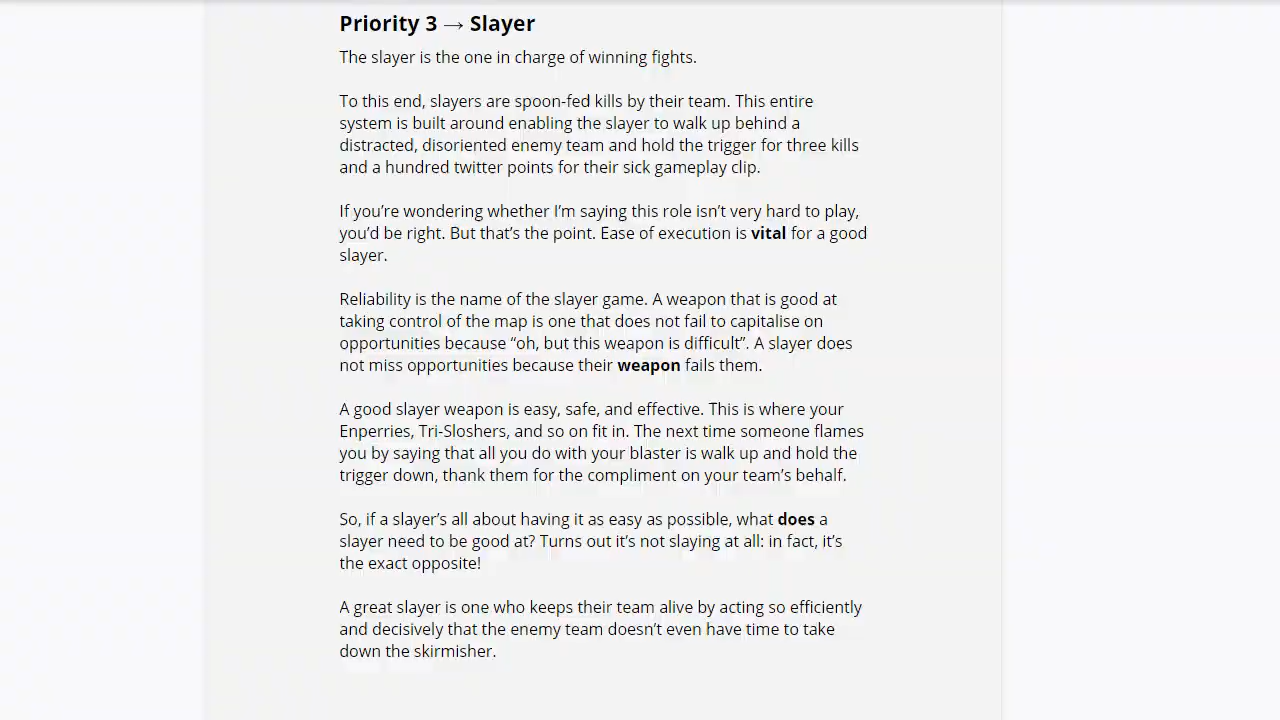 Priority 3 → Slayer
The slayer is the one in charge of winning fights.
To this end, slayers are spoon-fed kills by their team. This entire
system is built around enabling the slayer to walk up behind a
distracted, disoriented enemy team and hold the trigger for three kills
and a hundred twitter points for their sick gameplay clip.
If you’re wondering whether I’m saying this role isn’t very hard to play,
you’d be right. But that’s the point. Ease of execution is vital for a good
slayer.
Reliability is the name of the slayer game. A weapon that is good at
taking control of the map is one that does not fail to capitalise on
opportunities because “oh, but this weapon is difficult”. A slayer does
not miss opportunities because their weapon fails them.
A good slayer weapon is easy, safe, and effective. This is where your
Enperries, Tri-Sloshers, and so on fit in. The next time someone flames
you by saying that all you do with your blaster is walk up and hold the
trigger down, thank them for the compliment on your team’s behalf.
So, if a slayer’s all about having it as easy as possible, what does a
slayer need to be good at? Turns out it’s not slaying at all: in fact, it’s
the exact opposite!
A great slayer is one who keeps their team alive by acting so efficiently
and decisively that the enemy team doesn’t even have time to take
down the skirmisher.